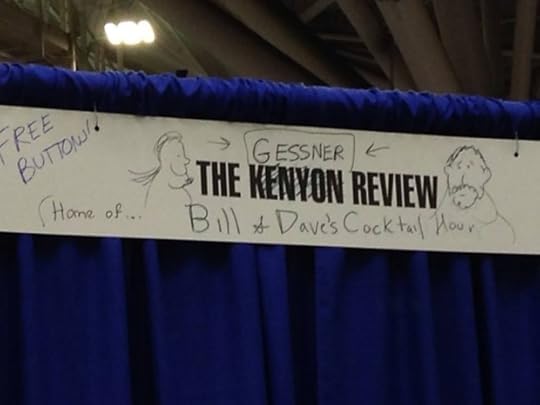 FREE
BUTTON!
GESSNER
THE KENYON REVIEW
(Home of...
Bill & Dave's Cocktail Hour